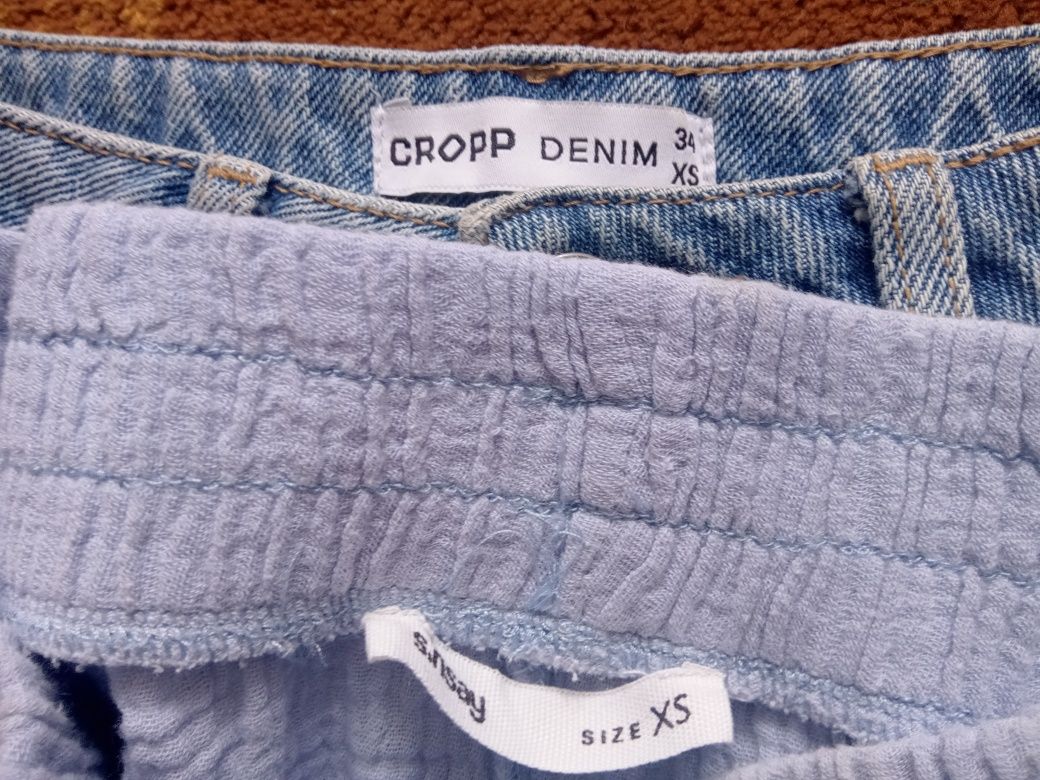 CROPP DENIM 34
XS
sinsay
SIZE XS